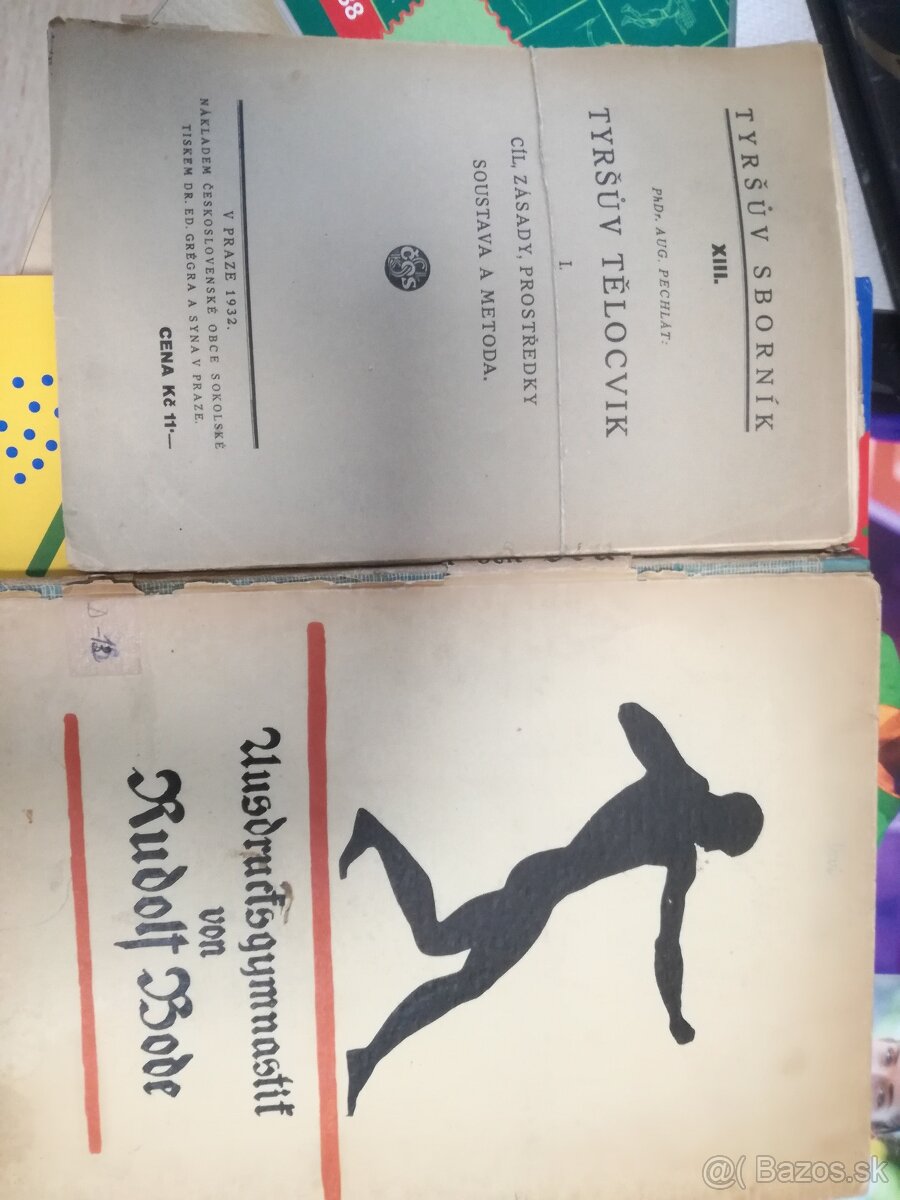 TYRŠŮV SBORNÍK
XIII.
PhDr. AUG. PECHLÁT:
TYRŠŮV TĚLOCVIK
I.
CÍL, ZÁSADY, PROSTŘEDKY
SOUSTAVA A METODA.
V PRAZE 1932.
NÁKLADEM ČESKOSLOVENSKÉ OBCE SOKOLSKÉ
TISKEM DR. ED. GRÉGRA A SYNA V PRAZE.
CENA Kč 11·—
Ausdrucksgymnastik
von
Rudolf Bode
68
@( Bazos.sk